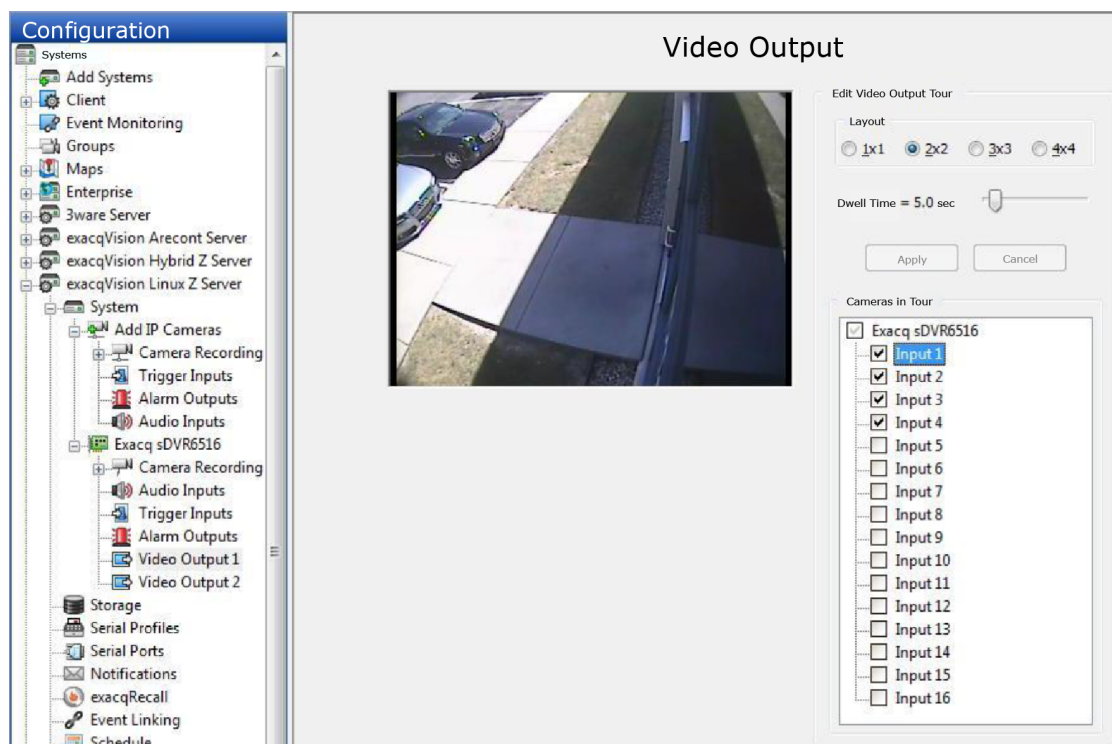 Configuration
Systems
Add Systems
Client
Event Monitoring
Groups
Maps
Enterprise
3ware Server
exacqVision Arecont Server
exacqVision Hybrid Z Server
exacqVision Linux Z Server
System
Add IP Cameras
Camera Recording
Trigger Inputs
Alarm Outputs
Audio Inputs
Exacq sDVR6516
Camera Recording
Audio Inputs
Trigger Inputs
Alarm Outputs
Video Output 1
Video Output 2
Storage
Serial Profiles
Serial Ports
Notifications
exacqRecall
Event Linking
Schedule
Video Output
Edit Video Output Tour
Layout
1x1 2x2 3x3 4x4
Dwell Time = 5.0 sec
Apply Cancel
Cameras in Tour
Exacq sDVR6516
Input 1
Input 2
Input 3
Input 4
Input 5
Input 6
Input 7
Input 8
Input 9
Input 10
Input 11
Input 12
Input 13
Input 14
Input 15
Input 16